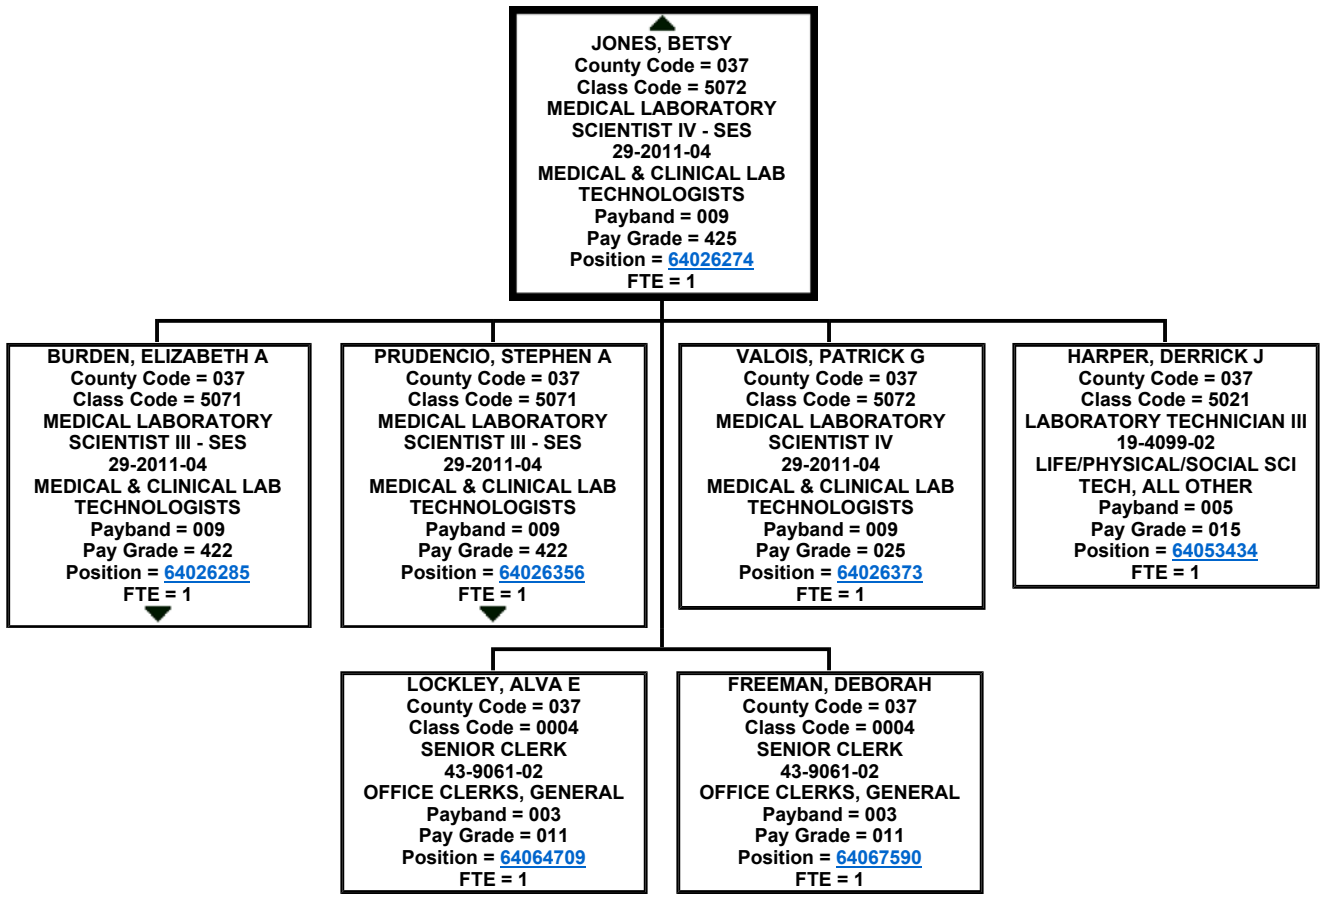 JONES, BETSY
County Code = 037
Class Code = 5072
MEDICAL LABORATORY
SCIENTIST IV - SES
29-2011-04
MEDICAL & CLINICAL LAB
TECHNOLOGISTS
Payband = 009
Pay Grade = 425
Position = 64026274
FTE = 1
BURDEN, ELIZABETH A
County Code = 037
Class Code = 5071
MEDICAL LABORATORY
SCIENTIST III - SES
29-2011-04
MEDICAL & CLINICAL LAB
TECHNOLOGISTS
Payband = 009
Pay Grade = 422
Position = 64026285
FTE = 1
PRUDENCIO, STEPHEN A
County Code = 037
Class Code = 5071
MEDICAL LABORATORY
SCIENTIST III - SES
29-2011-04
MEDICAL & CLINICAL LAB
TECHNOLOGISTS
Payband = 009
Pay Grade = 422
Position = 64026356
FTE = 1
VALOIS, PATRICK G
County Code = 037
Class Code = 5072
MEDICAL LABORATORY
SCIENTIST IV
29-2011-04
MEDICAL & CLINICAL LAB
TECHNOLOGISTS
Payband = 009
Pay Grade = 025
Position = 64026373
FTE = 1
HARPER, DERRICK J
County Code = 037
Class Code = 5021
LABORATORY TECHNICIAN III
19-4099-02
LIFE/PHYSICAL/SOCIAL SCI
TECH, ALL OTHER
Payband = 005
Pay Grade = 015
Position = 64053434
FTE = 1
LOCKLEY, ALVA E
County Code = 037
Class Code = 0004
SENIOR CLERK
43-9061-02
OFFICE CLERKS, GENERAL
Payband = 003
Pay Grade = 011
Position = 64064709
FTE = 1
FREEMAN, DEBORAH
County Code = 037
Class Code = 0004
SENIOR CLERK
43-9061-02
OFFICE CLERKS, GENERAL
Payband = 003
Pay Grade = 011
Position = 64067590
FTE = 1